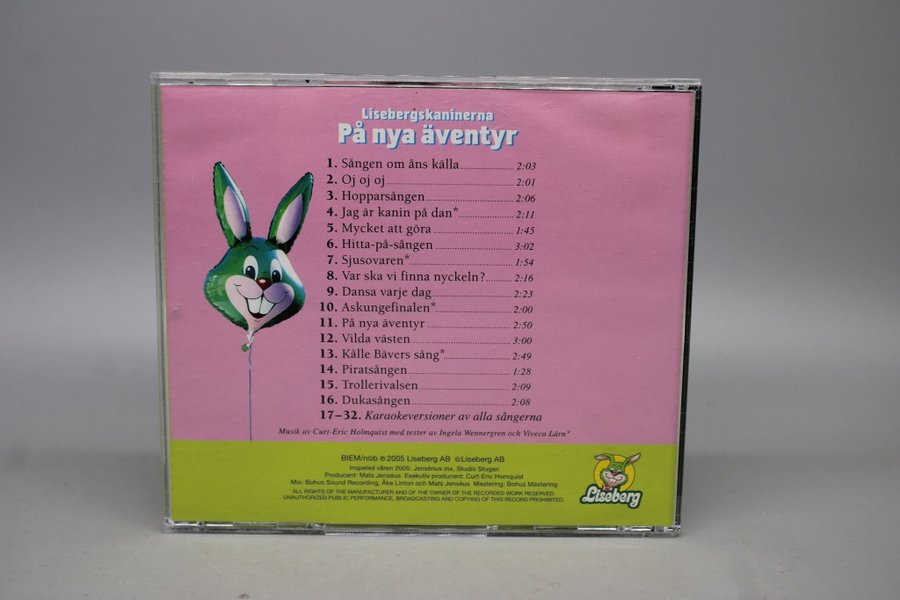 Lisebergskaninerna
På nya äventyr
1. Sången om åns källa 2:03
2. Oj oj oj 2:01
3. Hopparsången 2:06
4. Jag är kanin på dan* 2:11
5. Mycket att göra 1:45
6. Hitta-på-sången 3:02
7. Sjusovaren* 1:54
8. Var ska vi finna nyckeln? 2:16
9. Dansa varje dag 2:23
10. Askungefinalen* 2:00
11. På nya äventyr 2:50
12. Vilda västen 3:00
13. Kålle Bävers sång* 2:49
14. Piratsången 1:28
15. Trollerivalsen 2:09
16. Dukasången 2:08
17–32. Karaokeversioner av alla sångerna
Musik av Curt-Eric Holmquist med texter av Ingela Wennergren och Viveca Lärn*
BIEM/ncb ℗2005 Liseberg AB ©Liseberg AB
Inspelad våren 2005: Jensérius mx, Studio Stugan
Producent: Mats Jenséus Exekutiv producent: Curt-Eric Homquist
Mix: Bohus Sound Recording, Åke Linton och Mats Jenséus Mastering: Bohus Mastering
ALL RIGHTS OF THE MANUFACTURER AND OF THE OWNER OF THE RECORDED WORK RESERVED.
UNAUTHORIZED PUBLIC PERFORMANCE, BROADCASTING AND COPYING OF THIS RECORD PROHIBITED.
Liseberg